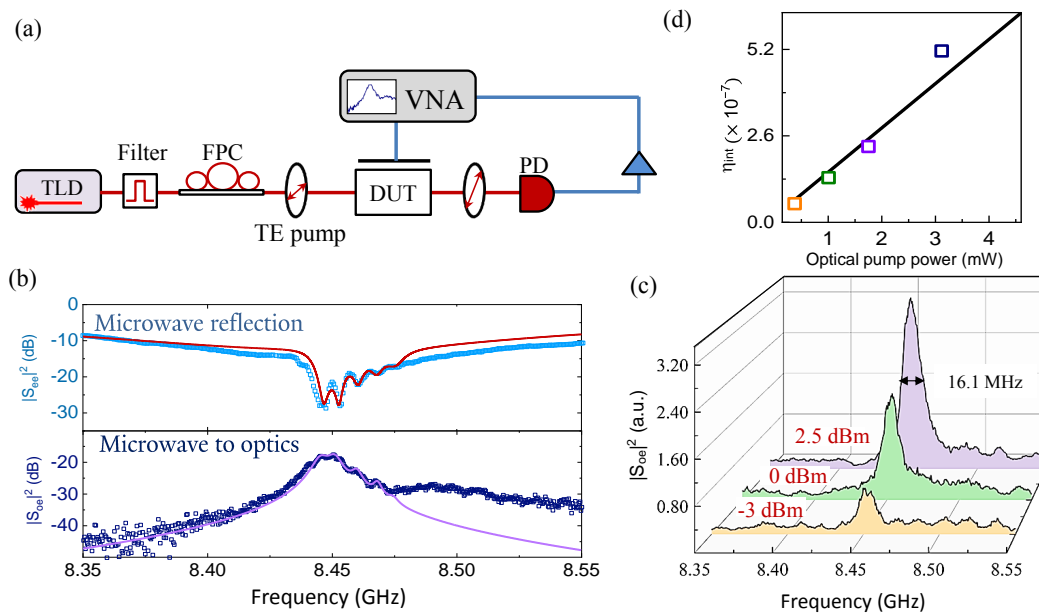 (a)
VNA
Filter
FPC
TLD
DUT
PD
TE pump
(d)
ηint (× 10⁻⁷)
5.2
2.6
0.0
1
2
3
4
Optical pump power (mW)
(b)
Microwave reflection
|See|² (dB)
0
-10
-20
-30
Microwave to optics
|Soe|² (dB)
-20
-30
-40
8.35
8.40
8.45
8.50
8.55
Frequency (GHz)
(c)
|Soe|² (a.u.)
3.20
2.40
1.60
0.80
16.1 MHz
2.5 dBm
0 dBm
-3 dBm
8.35
8.40
8.45
8.50
8.55
Frequency (GHz)